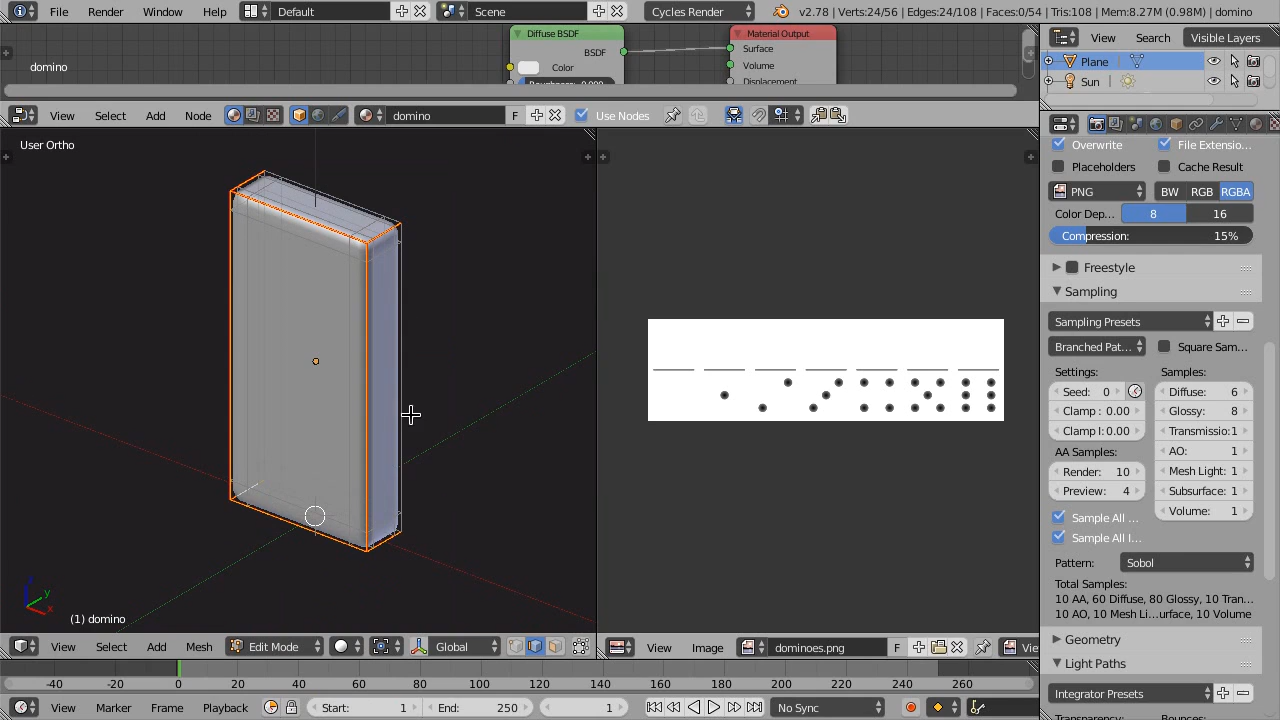 File Render Window Help Default Scene Cycles Render v2.78 | Verts:24/56 | Edges:24/108 | Faces:0/54 | Tris:108 | Mem:8.27M (0.98M) | domino
Diffuse BSDF Material Output
BSDF Surface
Color Volume
Roughness: 0.000 Displacement
domino
View Search Visible Layers
Plane
Sun
View Select Add Node domino F Use Nodes
User Ortho
Overwrite File Extensio...
Placeholders Cache Result
PNG BW RGB RGBA
Color Dep... 8 16
Compression: 15%
Freestyle
Sampling
Sampling Presets
Branched Pat... Square Sam...
Settings: Samples:
Seed: 0 Diffuse: 6
Clamp : 0.00 Glossy: 8
Clamp I: 0.00 Transmissio: 1
AA Samples: AO: 1
Render: 10 Mesh Light: 1
Preview: 4 Subsurface: 1
Sample All ... Volume: 1
Sample All I...
Pattern: Sobol
Total Samples:
10 AA, 60 Diffuse, 80 Glossy, 10 Tran...
10 AO, 10 Mesh Li...urface, 10 Volume
Geometry
Light Paths
Integrator Presets
z
y
x
(1) domino
View Select Add Mesh Edit Mode Global View Image dominoes.png F
-40 -20 0 20 40 60 80 100 120 140 160 180 200 220 240 260
View Marker Frame Playback Start: 1 End: 250 1 No Sync